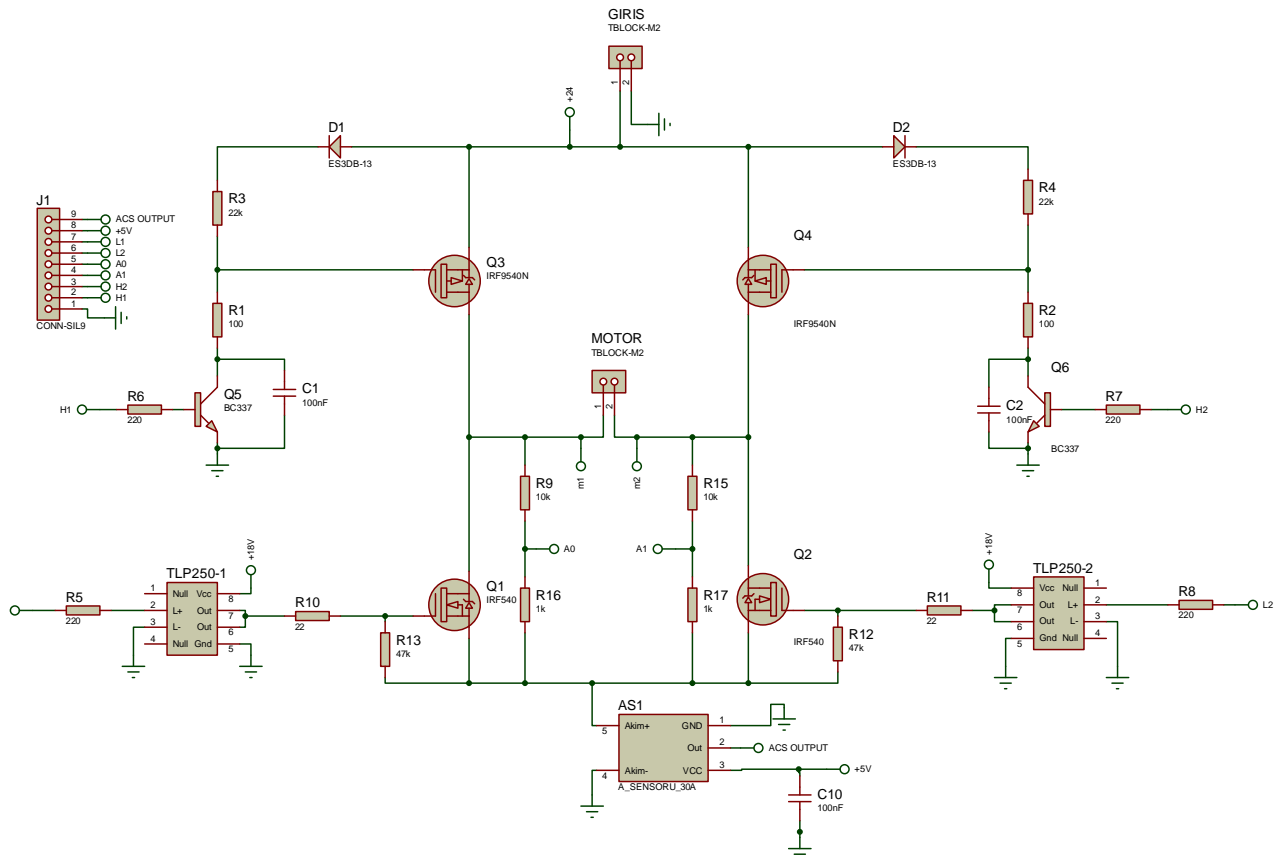 GIRIS
TBLOCK-M2
1
2
+24
D1
ES3DB-13
D2
ES3DB-13
R3
22k
R4
22k
J1
9
ACS OUTPUT
8
+5V
7
L1
6
L2
5
A0
4
A1
3
H2
2
H1
1
CONN-SIL9
Q3
IRF9540N
Q4
IRF9540N
R1
100
R2
100
MOTOR
TBLOCK-M2
1
2
C1
100nF
Q5
BC337
R6
220
H1
Q6
BC337
C2
100nF
R7
220
H2
m1
m2
R9
10k
R15
10k
A0
A1
+18V
TLP250-1
1
Null
Vcc
8
2
L+
Out
7
3
L-
Out
6
4
Null
Gnd
5
R5
220
R10
22
Q1
IRF540
R13
47k
R16
1k
R17
1k
Q2
IRF540
R12
47k
R11
22
+18V
TLP250-2
8
Vcc
Null
1
7
Out
L+
2
6
Out
L-
3
5
Gnd
Null
4
R8
220
L2
AS1
5
Akim+
GND
1
Out
2
4
Akim-
VCC
3
A_SENSORU_30A
ACS OUTPUT
+5V
C10
100nF